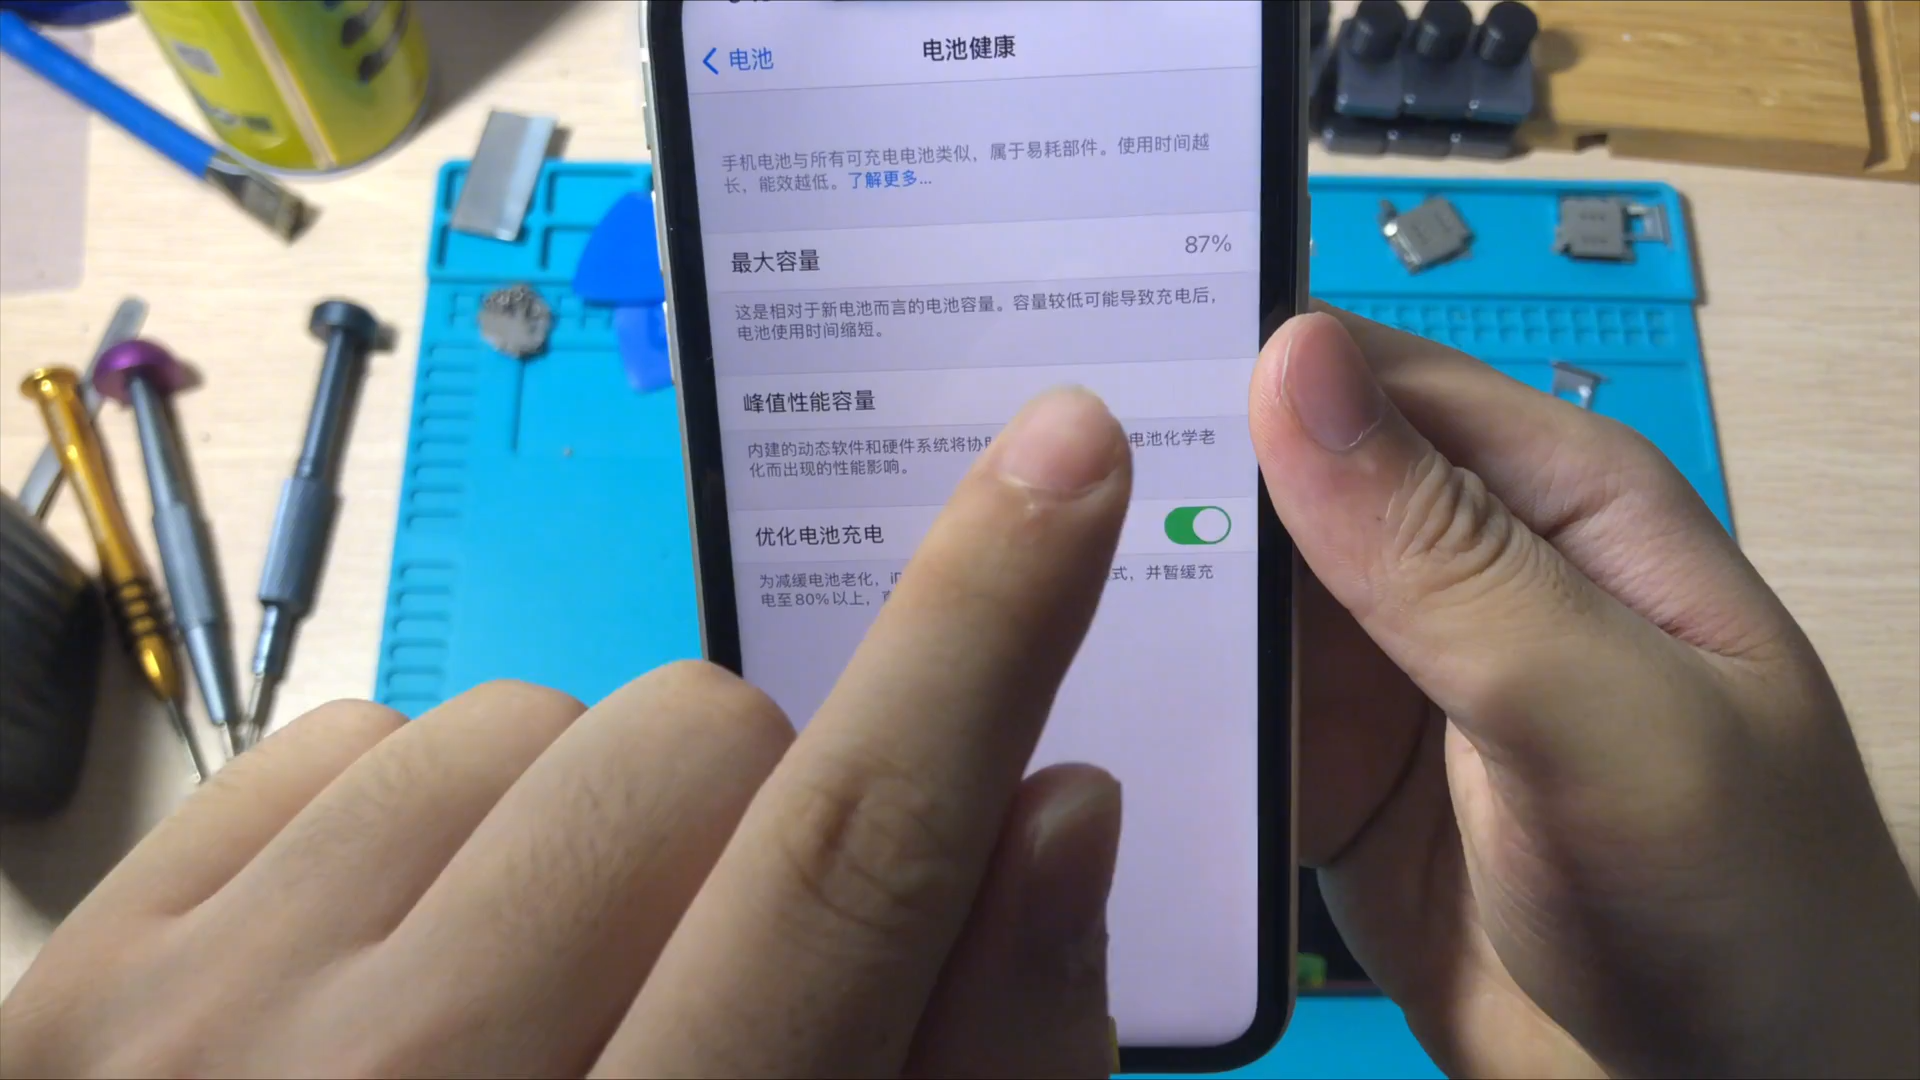 电池
电池健康
手机电池与所有可充电电池类似，属于易耗部件。使用时间越
长，能效越低。了解更多...
最大容量
87%
这是相对于新电池而言的电池容量。容量较低可能导致充电后，
电池使用时间缩短。
峰值性能容量
内建的动态软件和硬件系统将协 电池化学老
化而出现的性能影响。
优化电池充电
为减缓电池老化， 式，并暂缓充
电至80%以上，